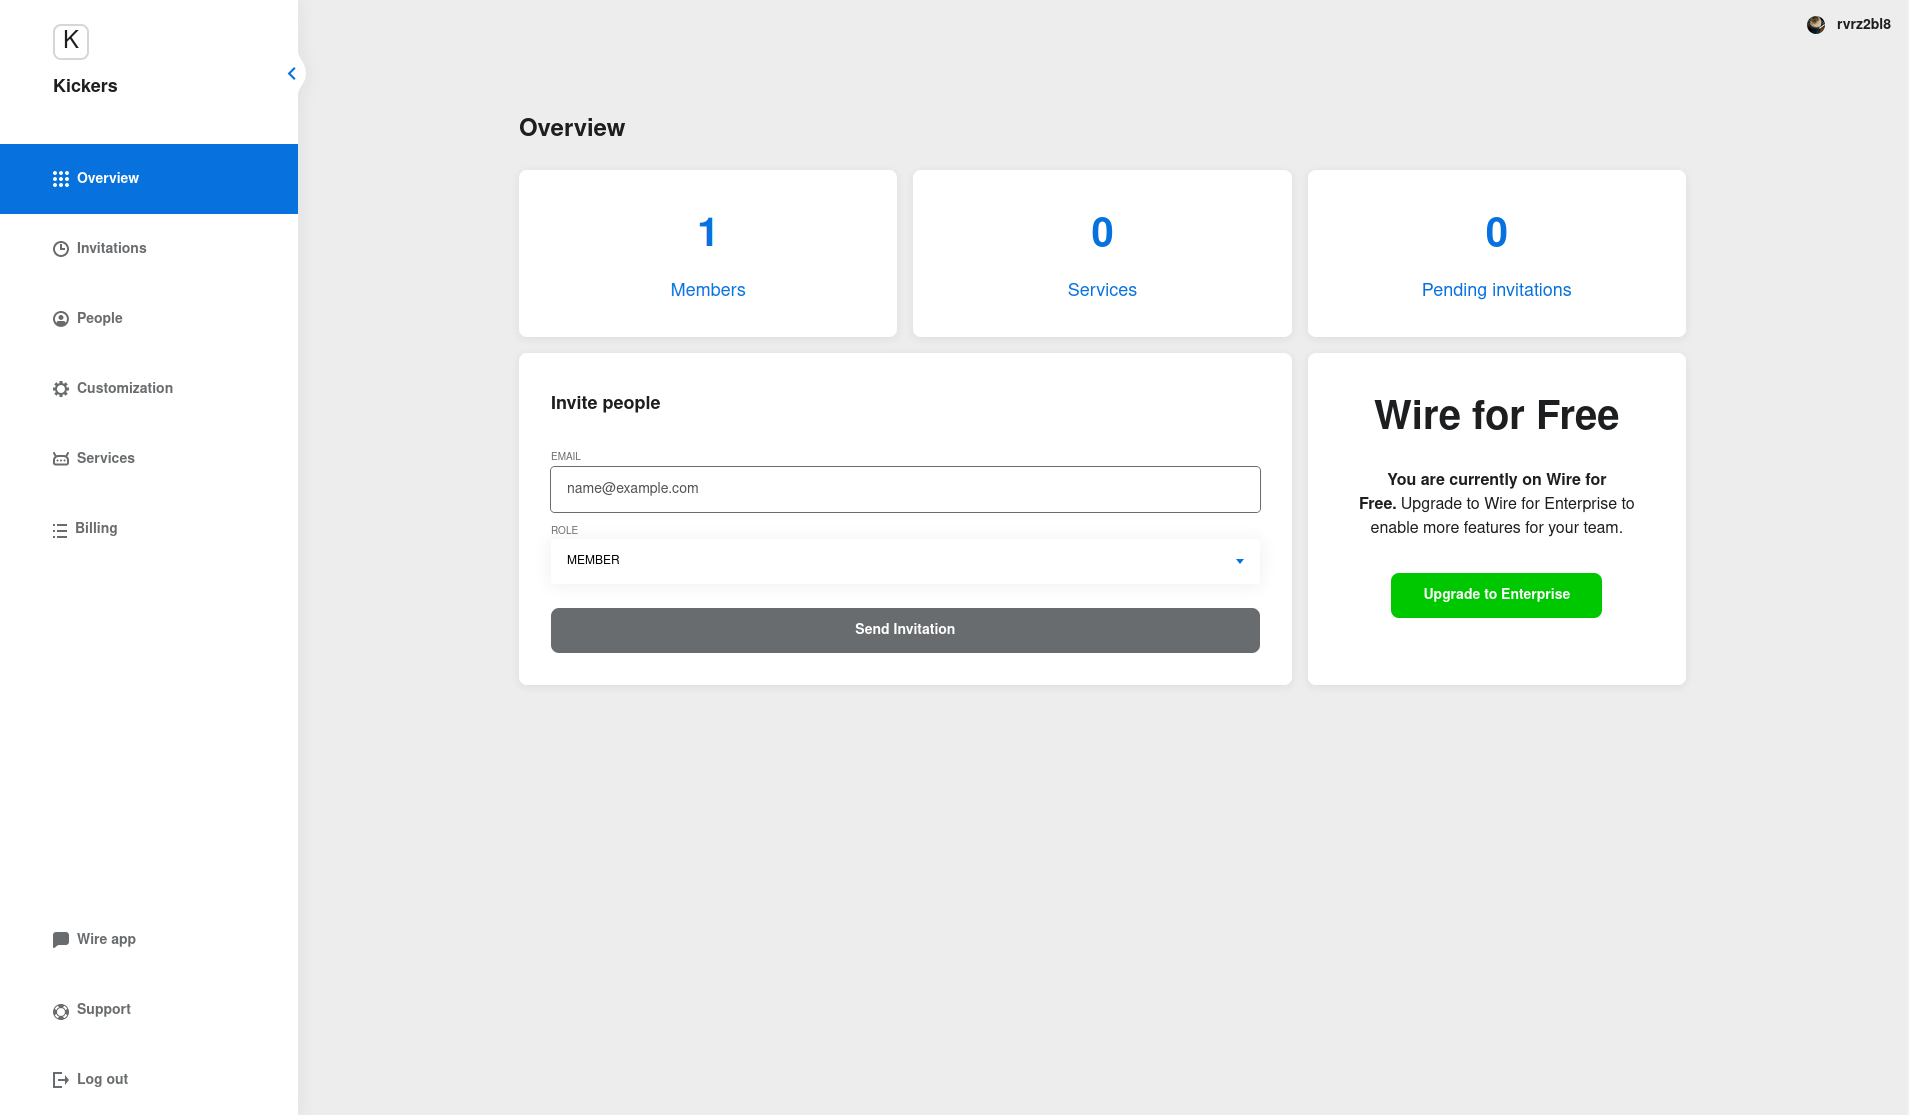 K
Kickers
Overview
Invitations
People
Customization
Services
Billing
Wire app
Support
Log out
rvrz2bl8
Overview
1
Members
0
Services
0
Pending invitations
Invite people
EMAIL
name@example.com
ROLE
MEMBER
Send Invitation
Wire for Free
You are currently on Wire for
Free. Upgrade to Wire for Enterprise to
enable more features for your team.
Upgrade to Enterprise